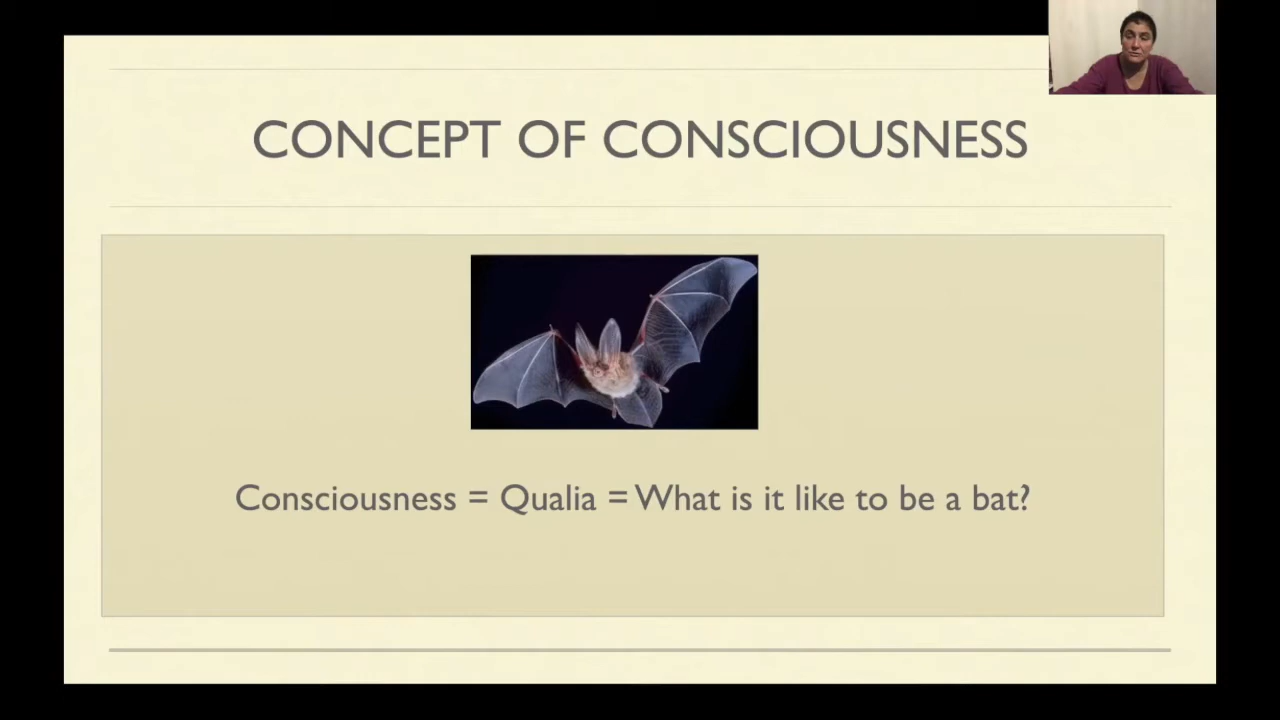 CONCEPT OF CONSCIOUSNESS
Consciousness = Qualia = What is it like to be a bat?